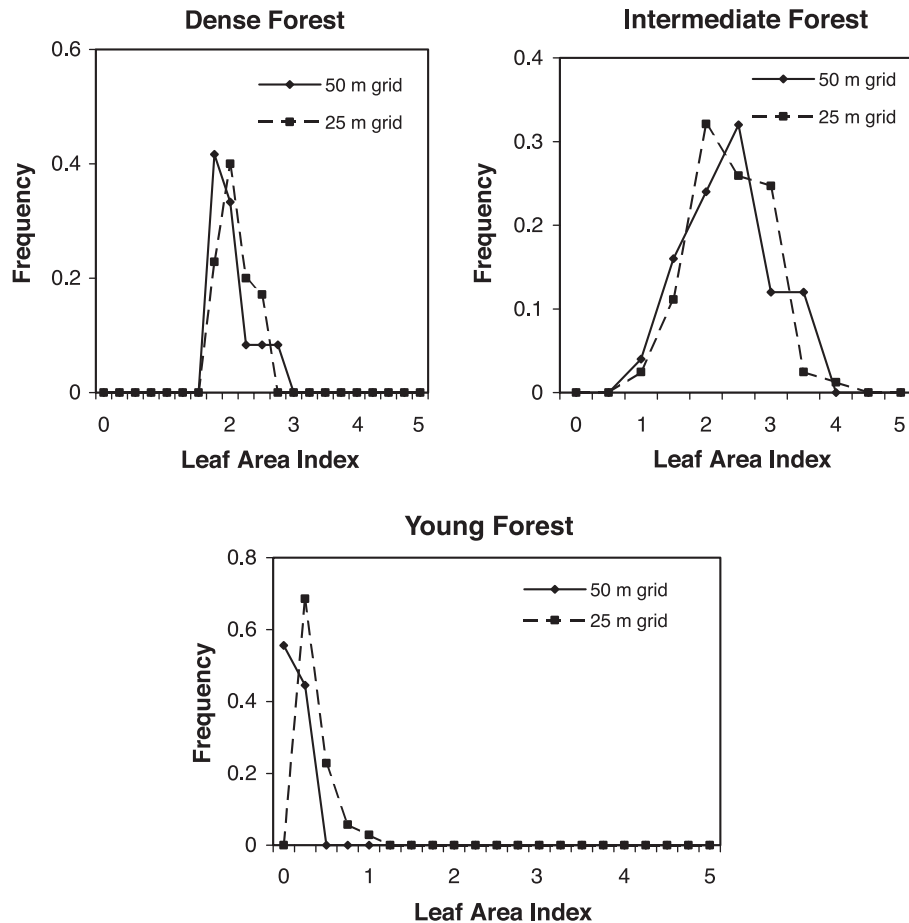 Dense Forest
0.6
0.4
0.2
0
Frequency
50 m grid
25 m grid
0 2 3 5
Leaf Area Index
Intermediate Forest
0.4
0.3
0.2
0.1
0
Frequency
50 m grid
25 m grid
0 1 2 3 4 5
Leaf Area Index
Young Forest
0.8
0.6
0.4
0.2
0
Frequency
50 m grid
25 m grid
0 1 2 3 4 5
Leaf Area Index